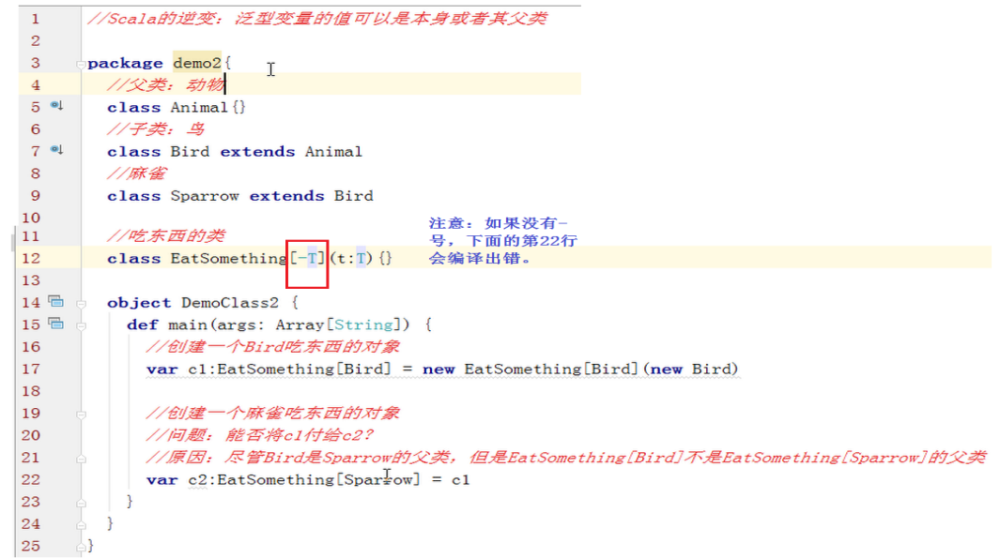 1 //Scala的逆变：泛型变量的值可以是本身或者其父类
2
3 package demo2{
4 //父类：动物
5 class Animal{}
6 //子类：鸟
7 class Bird extends Animal
8 //麻雀
9 class Sparrow extends Bird
10
11 //吃东西的类
12 class EatSomething[-T](t:T){}
注意：如果没有-
号，下面的第22行
会编译出错。
13
14 object DemoClass2 {
15 def main(args: Array[String]) {
16 //创建一个Bird吃东西的对象
17 var c1:EatSomething[Bird] = new EatSomething[Bird](new Bird)
18
19 //创建一个麻雀吃东西的对象
20 //问题：能否将c1付给c2?
21 //原因：尽管Bird是Sparrow的父类，但是EatSomething[Bird]不是EatSomething[Sparrow]的父类
22 var c2:EatSomething[Sparrow] = c1
23 }
24 }
25 }